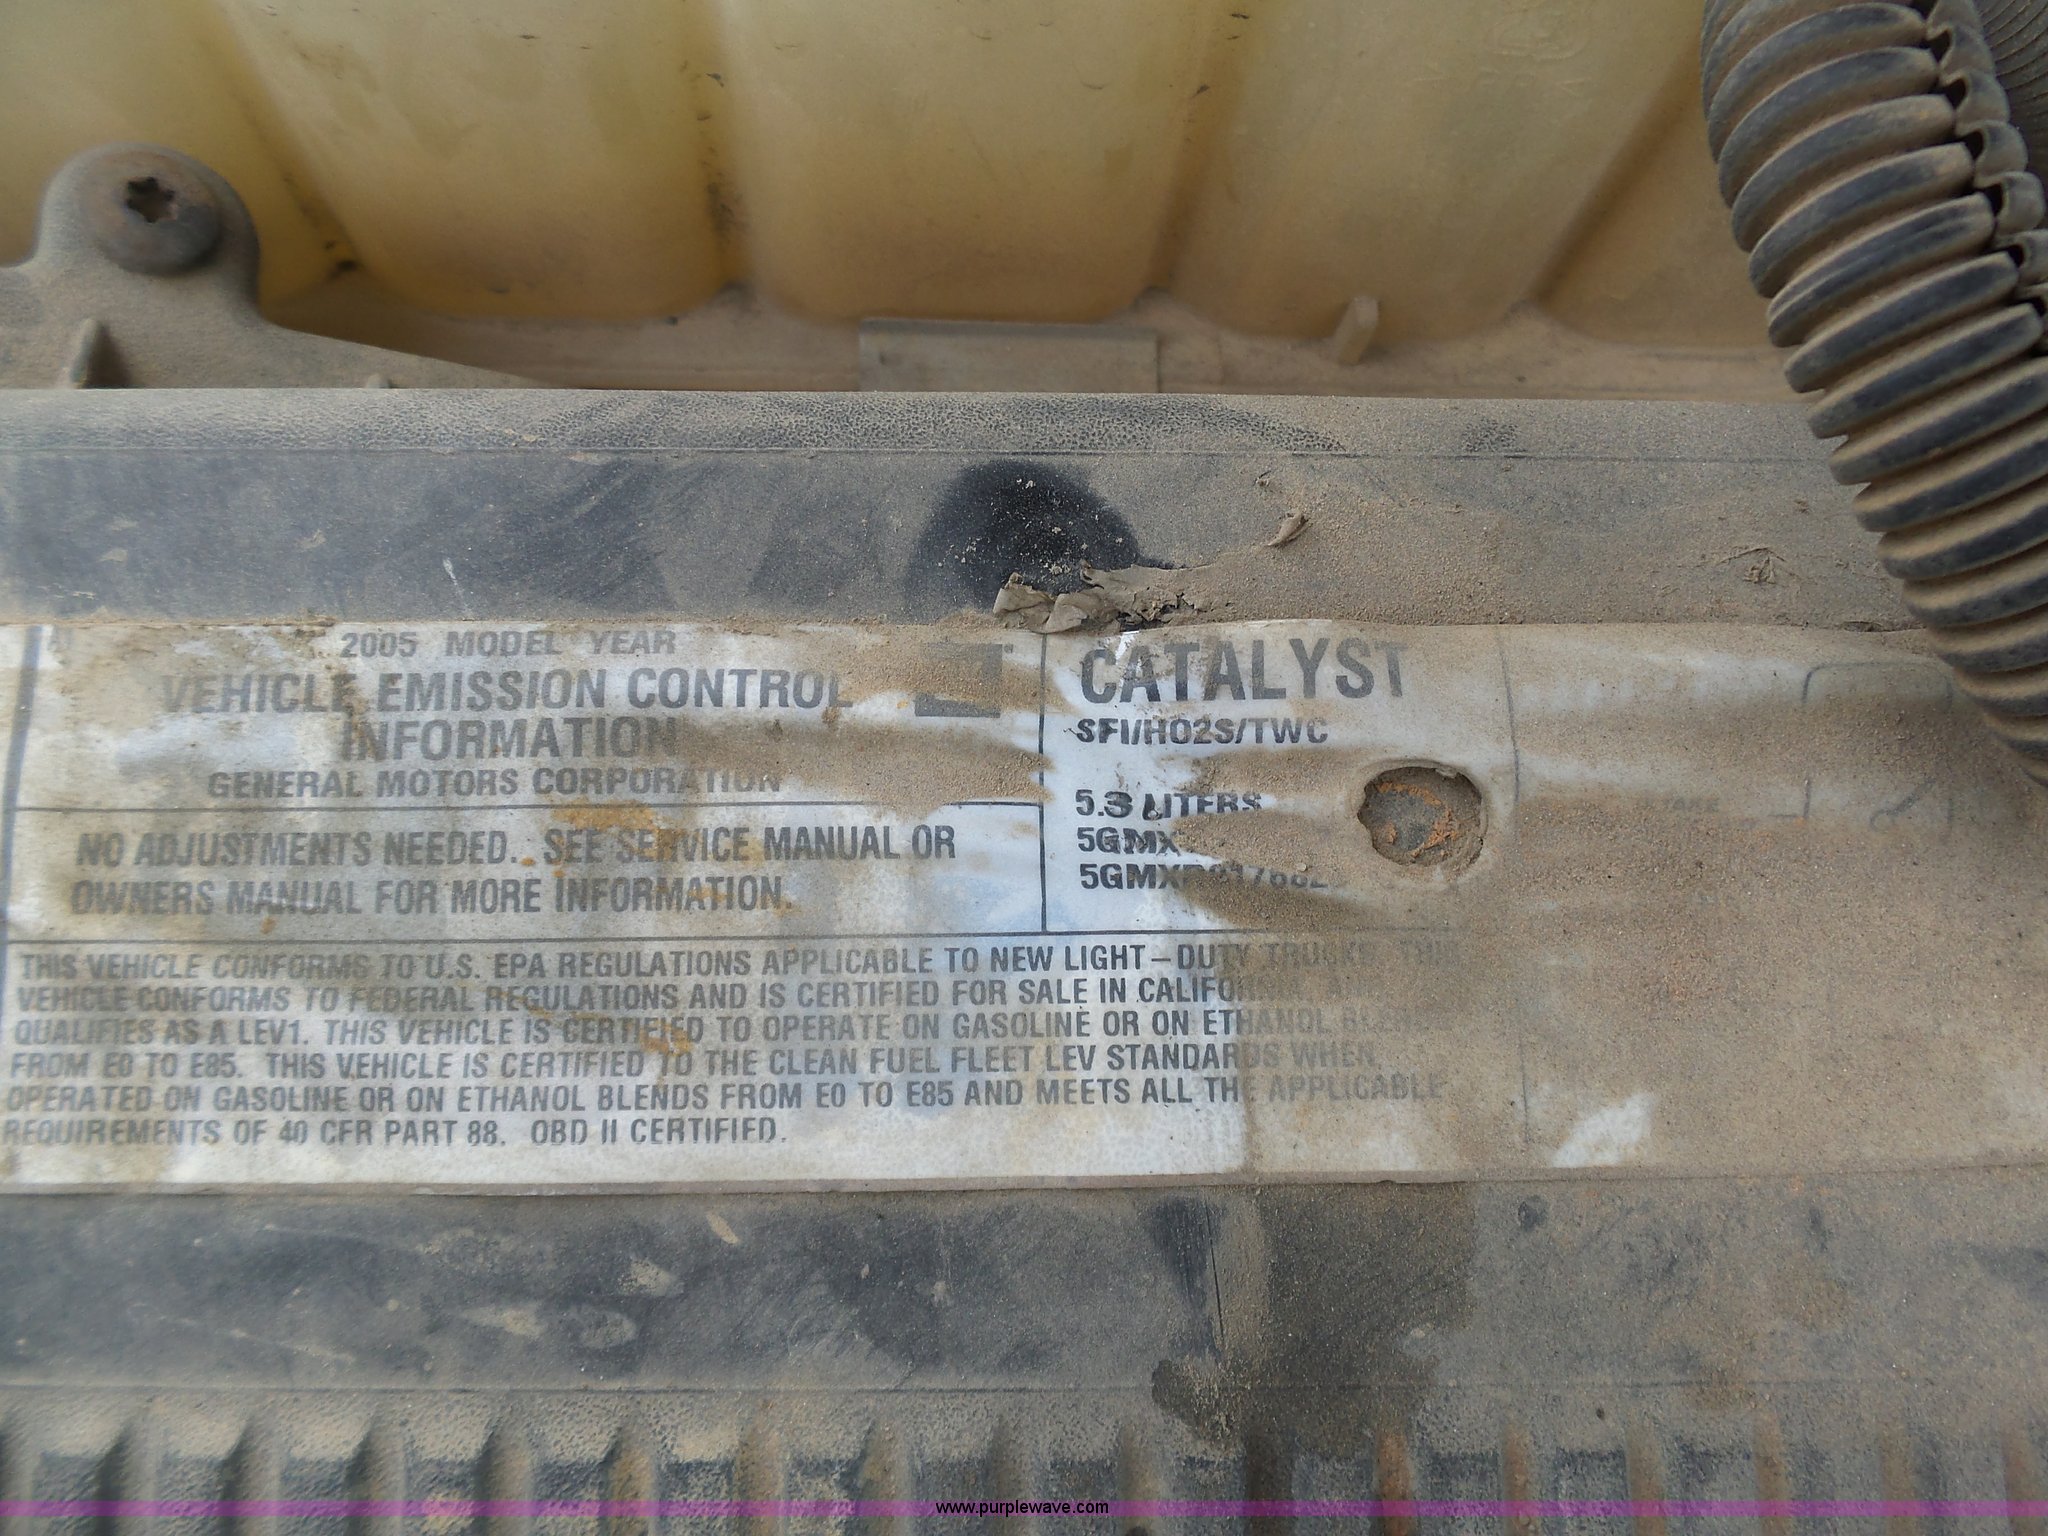 2005 MODEL YEAR
VEHICLE EMISSION CONTROL
INFORMATION
GENERAL MOTORS CORPORATION
NO ADJUSTMENTS NEEDED. SEE SERVICE MANUAL OR
OWNERS MANUAL FOR MORE INFORMATION.
CATALYST
SFI/HO2S/TWC
5.3 LITERS
THIS VEHICLE CONFORMS TO U.S. EPA REGULATIONS APPLICABLE TO NEW LIGHT-DUTY TRUCKS. THIS
VEHICLE CONFORMS TO FEDERAL REGULATIONS AND IS CERTIFIED FOR SALE IN CALIFORNIA, AND
QUALIFIES AS A LEV1. THIS VEHICLE IS CERTIFIED TO OPERATE ON GASOLINE OR ON ETHANOL BLENDS
FROM E0 TO E85. THIS VEHICLE IS CERTIFIED TO THE CLEAN FUEL FLEET LEV STANDARDS WHEN
OPERATED ON GASOLINE OR ON ETHANOL BLENDS FROM E0 TO E85 AND MEETS ALL THE APPLICABLE
REQUIREMENTS OF 40 CFR PART 88. OBD II CERTIFIED.
www.purplewave.com